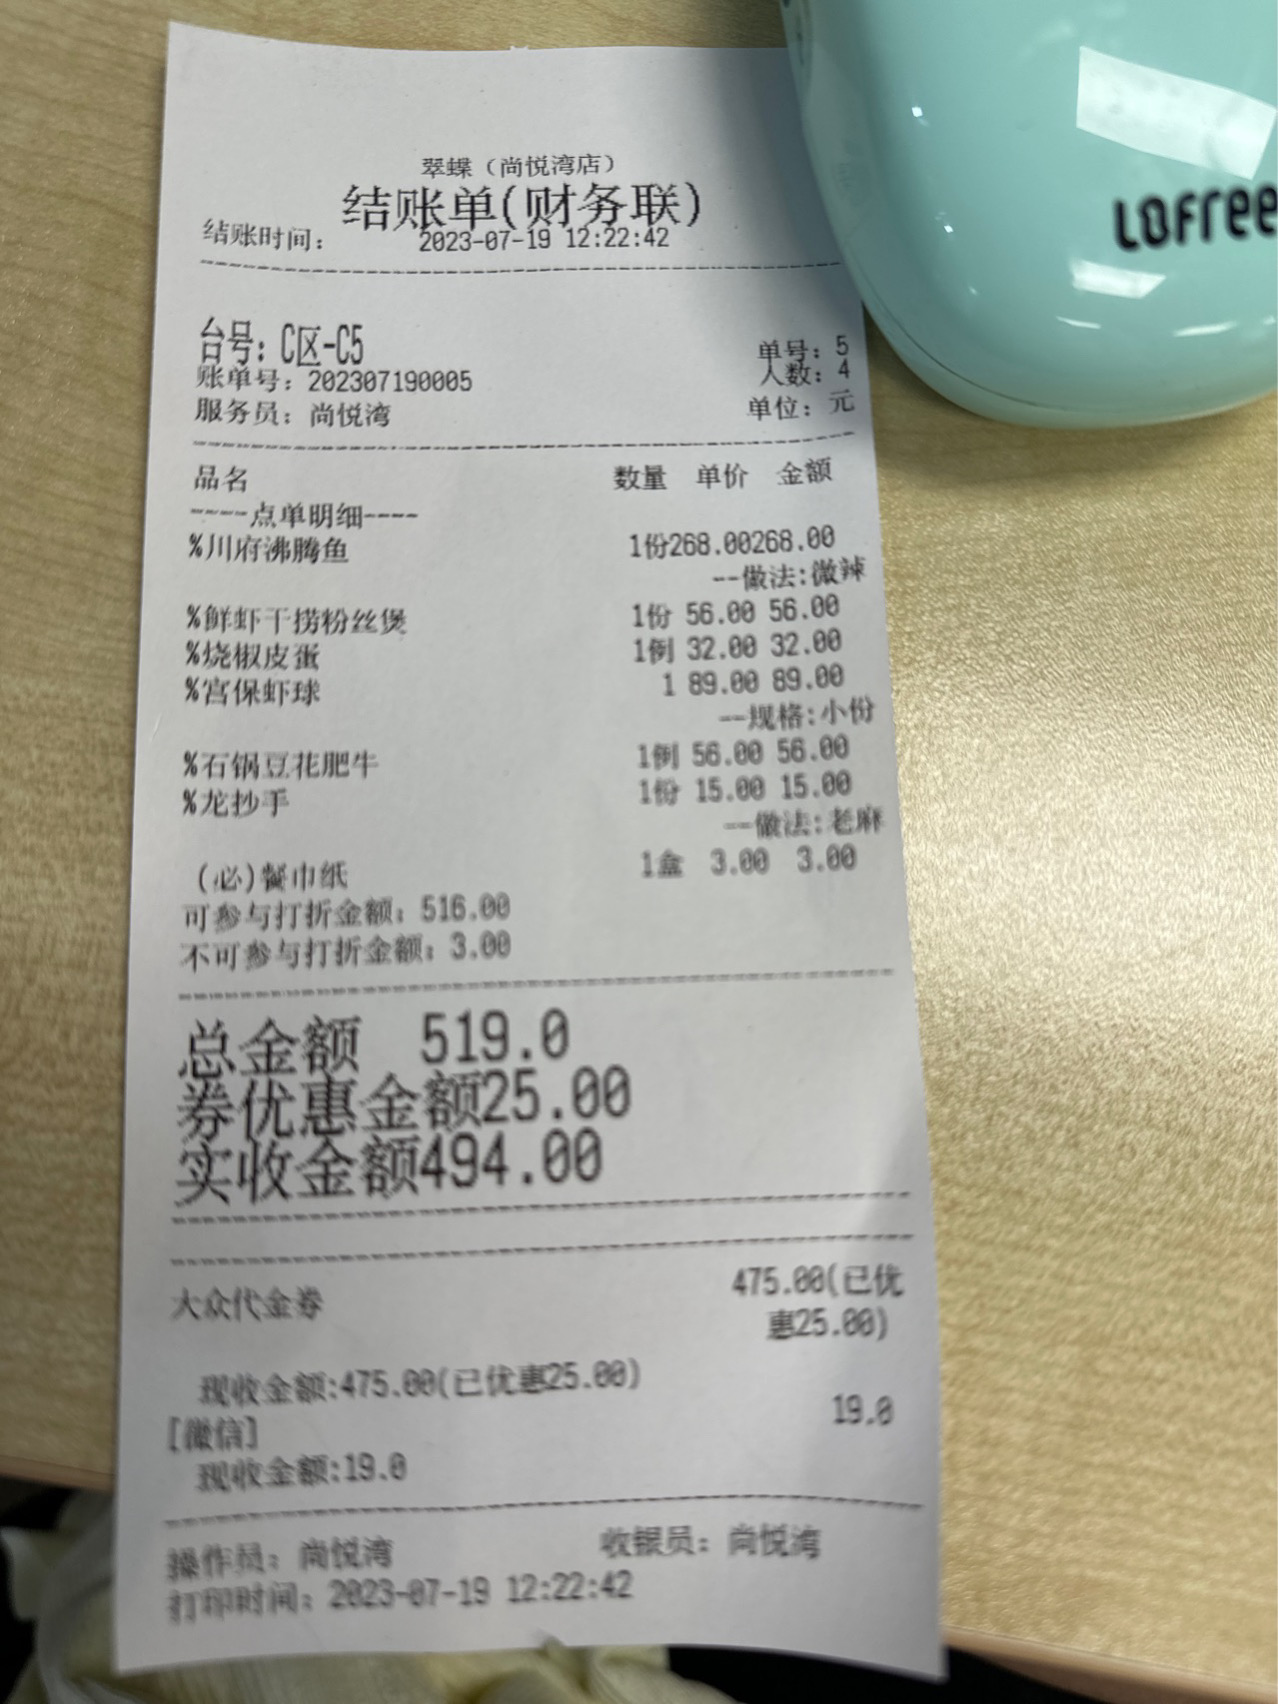 LOFREE
翠蝶（尚悦湾店）
结账单(财务联)
结账时间： 2023-07-19 12:22:42
台号：C区-C5
单号：5
账单号：202307190005
人数：4
服务员：尚悦湾
单位：元
品名 数量 单价 金额
----点单明细----
%川府沸腾鱼 1份268.00268.00
--做法:微辣
%鲜虾干捞粉丝煲 1份 56.00 56.00
%烧椒皮蛋 1例 32.00 32.00
%宫保虾球 1 89.00 89.00
--规格:小份
%石锅豆花肥牛 1例 56.00 56.00
%龙抄手 1份 15.00 15.00
--做法:老麻
(必)餐巾纸 1盒 3.00 3.00
可参与打折金额：516.00
不可参与打折金额：3.00
总金额 519.0
券优惠金额25.00
实收金额494.00
大众代金券 475.00(已优
惠25.00)
现收金额:475.00(已优惠25.00)
[微信] 19.0
现收金额:19.0
操作员：尚悦湾 收银员：尚悦湾
打印时间：2023-07-19 12:22:42